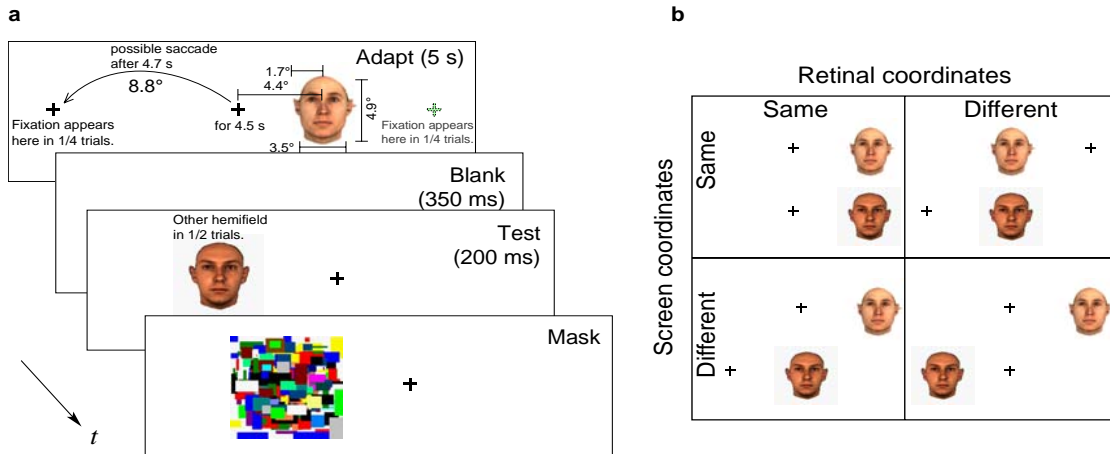 a
possible saccade
after 4.7 s
8.8°
Adapt (5 s)
1.7°
4.4°
4.9°
Fixation appears
here in 1/4 trials.
for 4.5 s
Fixation appears
here in 1/4 trials.
3.5°
Blank
(350 ms)
Other hemifield
in 1/2 trials.
Test
(200 ms)
Mask
t
b
Retinal coordinates
Same
Different
Screen coordinates
Same
Different